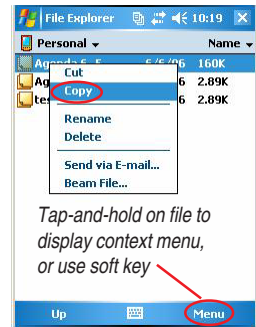 File Explorer 10:19
Personal Name
Agenda 6_5... 6/6/06 160K
Cut
Ag 6 2.89K
Copy
tes 6 2.89K
Rename
Delete
Send via E-mail...
Beam File...
Tap-and-hold on file to
display context menu,
or use soft key
Up Menu